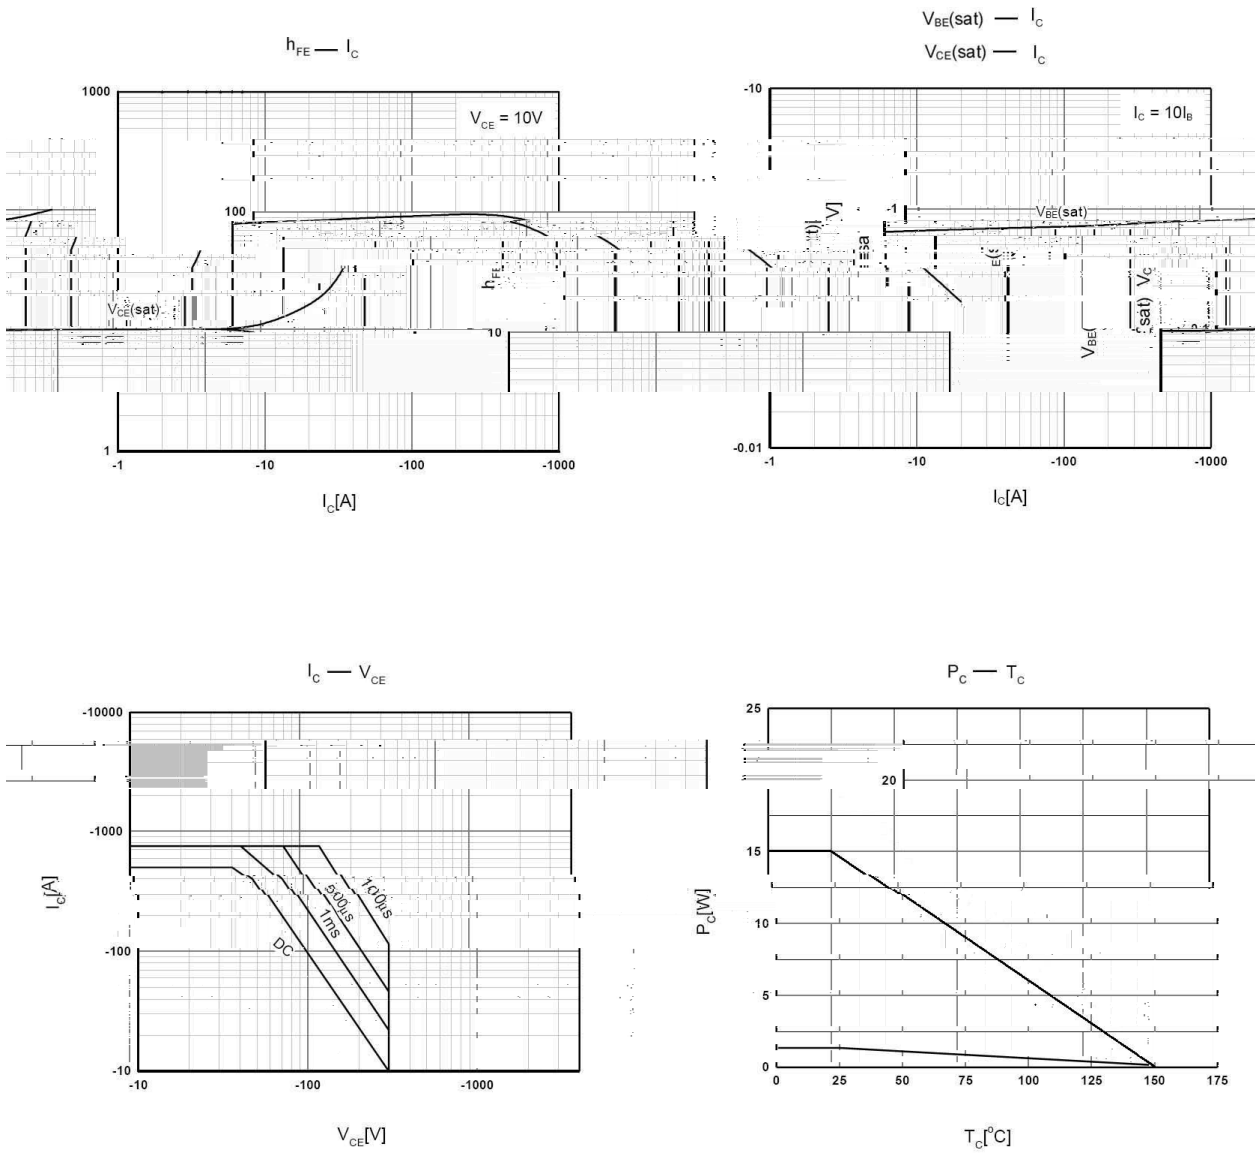 h_FE — I_C
V_BE(sat) — I_C
V_CE(sat) — I_C
1000
V_CE = 10V
100
h_FE
10
1
-1
-10
-100
-1000
I_C[A]
-10
I_C = 10I_B
-1
V_BE(sat)
V_CE(sat)
-0.01
-1
-10
-100
-1000
I_C[A]
I_C — V_CE
-10000
-1000
-100
-10
I_C[A]
100μs
500μs
1ms
DC
-10
-100
-1000
V_CE[V]
P_C — T_C
25
20
15
10
5
0
P_C[W]
0
25
50
75
100
125
150
175
T_C[°C]